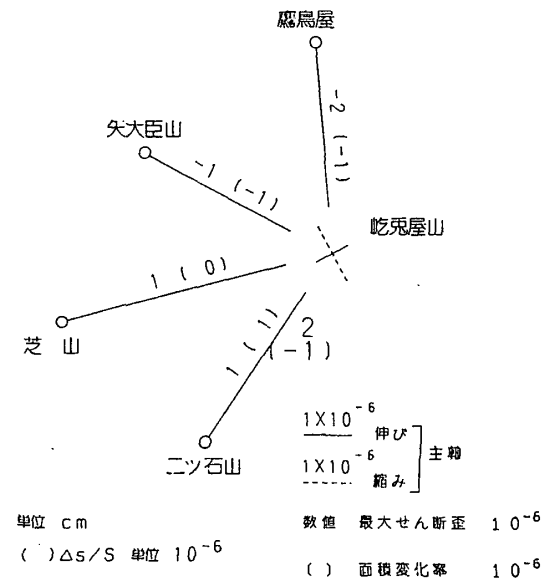 鷹鳥屋
-2 (-1)
矢大臣山
-1 (-1)
屹兎屋山
1 ( 0)
芝 山
1 ( 1)
2
(-1)
二ツ石山
1X10⁻⁶ 伸び
1X10⁻⁶ 縮み
主軸
単位 cm
( )△s/S 単位 10⁻⁶
数値 最大せん断歪 10⁻⁶
( ) 面積変化率 10⁻⁶